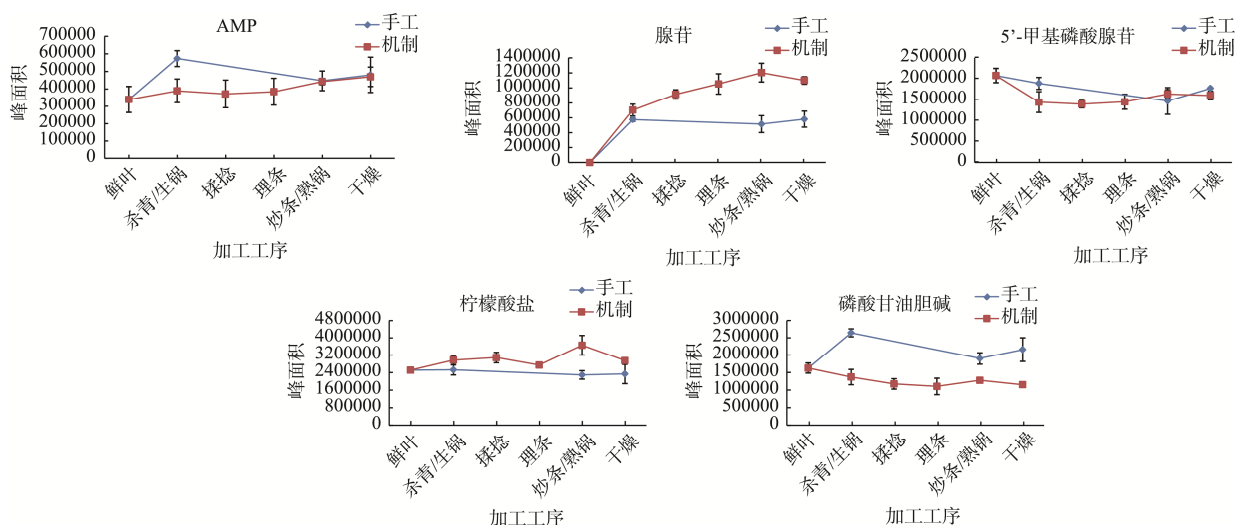 AMP
手工
机制
峰面积
700000
600000
500000
400000
300000
200000
100000
0
鲜叶
杀青/生锅
揉捻
理条
炒条/熟锅
干燥
加工工序
腺苷
手工
机制
峰面积
1400000
1200000
1000000
800000
600000
400000
200000
0
鲜叶
杀青/生锅
揉捻
理条
炒条/熟锅
干燥
加工工序
5’-甲基磷酸腺苷
手工
机制
峰面积
2500000
2000000
1500000
1000000
500000
0
鲜叶
杀青/生锅
揉捻
理条
炒条/熟锅
干燥
加工工序
柠檬酸盐
手工
机制
峰面积
4800000
4000000
3200000
2400000
1600000
800000
0
鲜叶
杀青/生锅
揉捻
理条
炒条/熟锅
干燥
加工工序
磷酸甘油胆碱
手工
机制
峰面积
3000000
2500000
2000000
1500000
1000000
500000
0
鲜叶
杀青/生锅
揉捻
理条
炒条/熟锅
干燥
加工工序